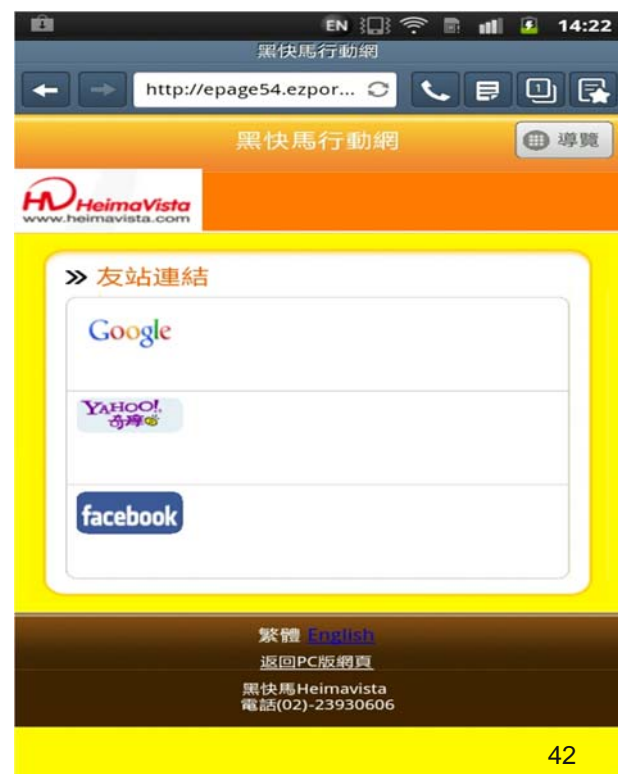 EN 14:22
黑快馬行動網
http://epage54.ezpor... 1
黑快馬行動網 導覽
HeimaVista
www.heimavista.com
» 友站連結
Google
YAHOO!
奇摩
facebook
繁體 English
返回PC版網頁
黑快馬Heimavista
電話(02)-23930606
42